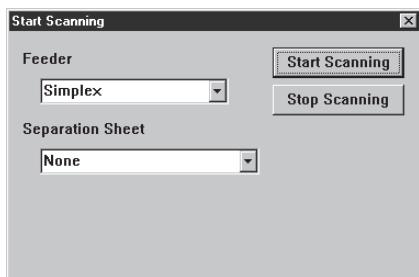 Start Scanning
Feeder
Simplex
Separation Sheet
None
Start Scanning
Stop Scanning